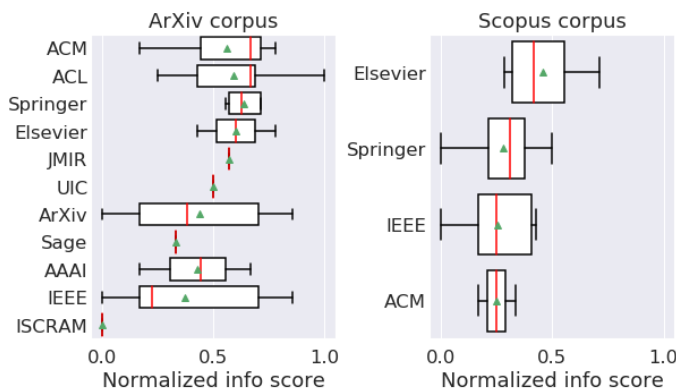 ArXiv corpus
ACM
ACL
Springer
Elsevier
JMIR
UIC
ArXiv
Sage
AAAI
IEEE
ISCRAM
0.0 0.5 1.0
Normalized info score
Scopus corpus
Elsevier
Springer
IEEE
ACM
0.0 0.5 1.0
Normalized info score